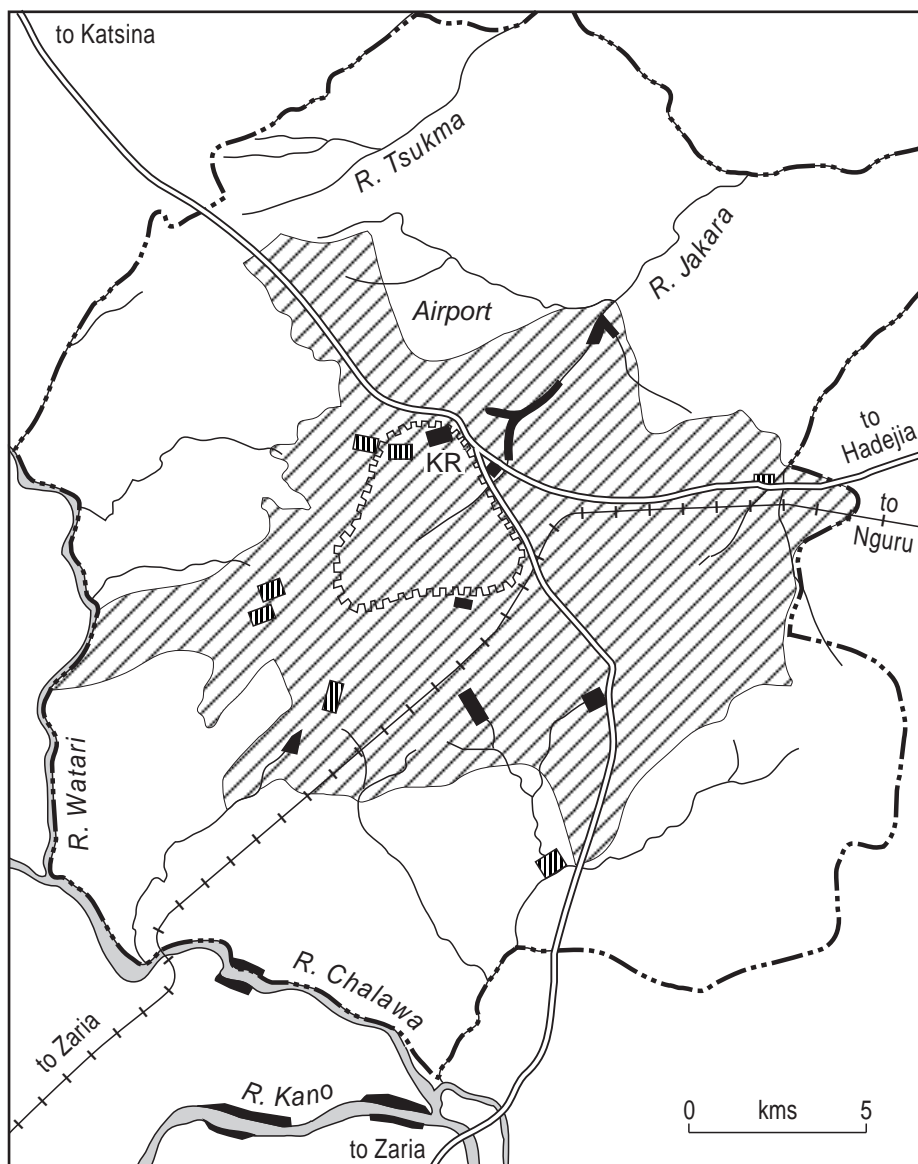 to Katsina
R. Tsukma
R. Jakara
Airport
to
Hadejia
KR
to
Nguru
R. Watari
R. Chalawa
to Zaria
R. Kano
to Zaria
0 kms 5